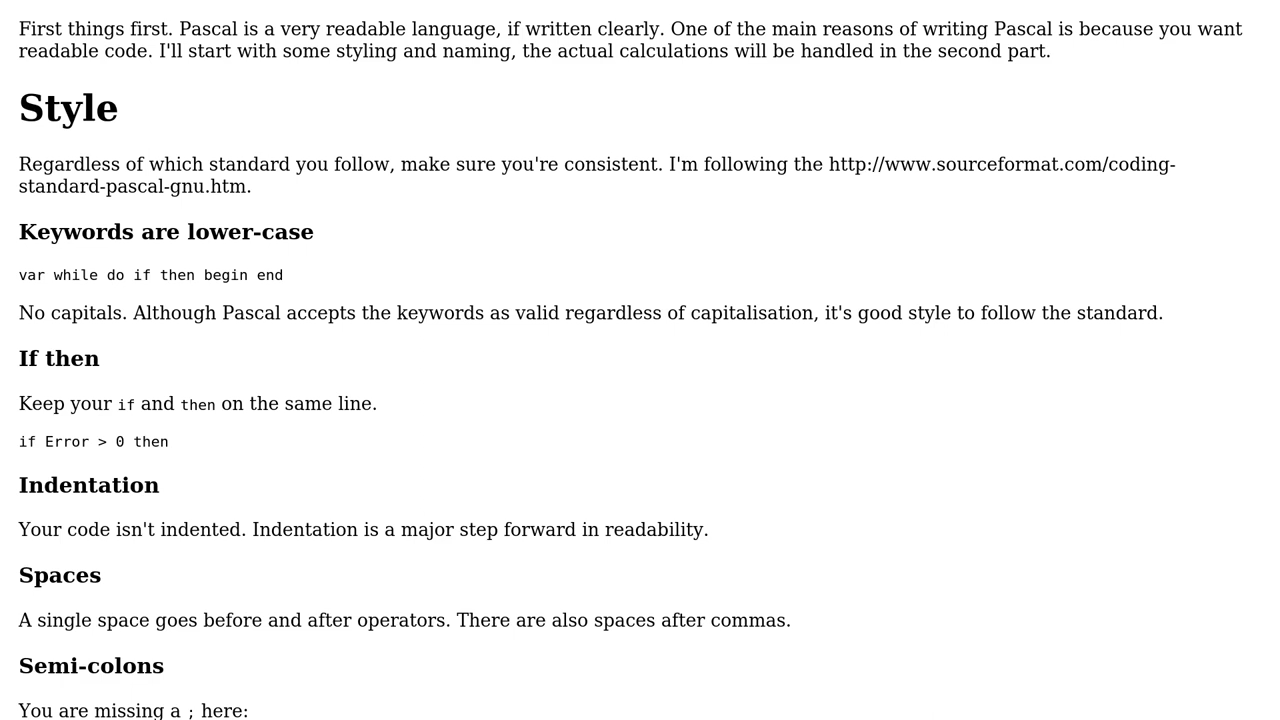 First things first. Pascal is a very readable language, if written clearly. One of the main reasons of writing Pascal is because you want
readable code. I'll start with some styling and naming, the actual calculations will be handled in the second part.
Style
Regardless of which standard you follow, make sure you're consistent. I'm following the http://www.sourceformat.com/coding-
standard-pascal-gnu.htm.
Keywords are lower-case
var while do if then begin end
No capitals. Although Pascal accepts the keywords as valid regardless of capitalisation, it's good style to follow the standard.
If then
Keep your if and then on the same line.
if Error > 0 then
Indentation
Your code isn't indented. Indentation is a major step forward in readability.
Spaces
A single space goes before and after operators. There are also spaces after commas.
Semi-colons
You are missing a ; here: